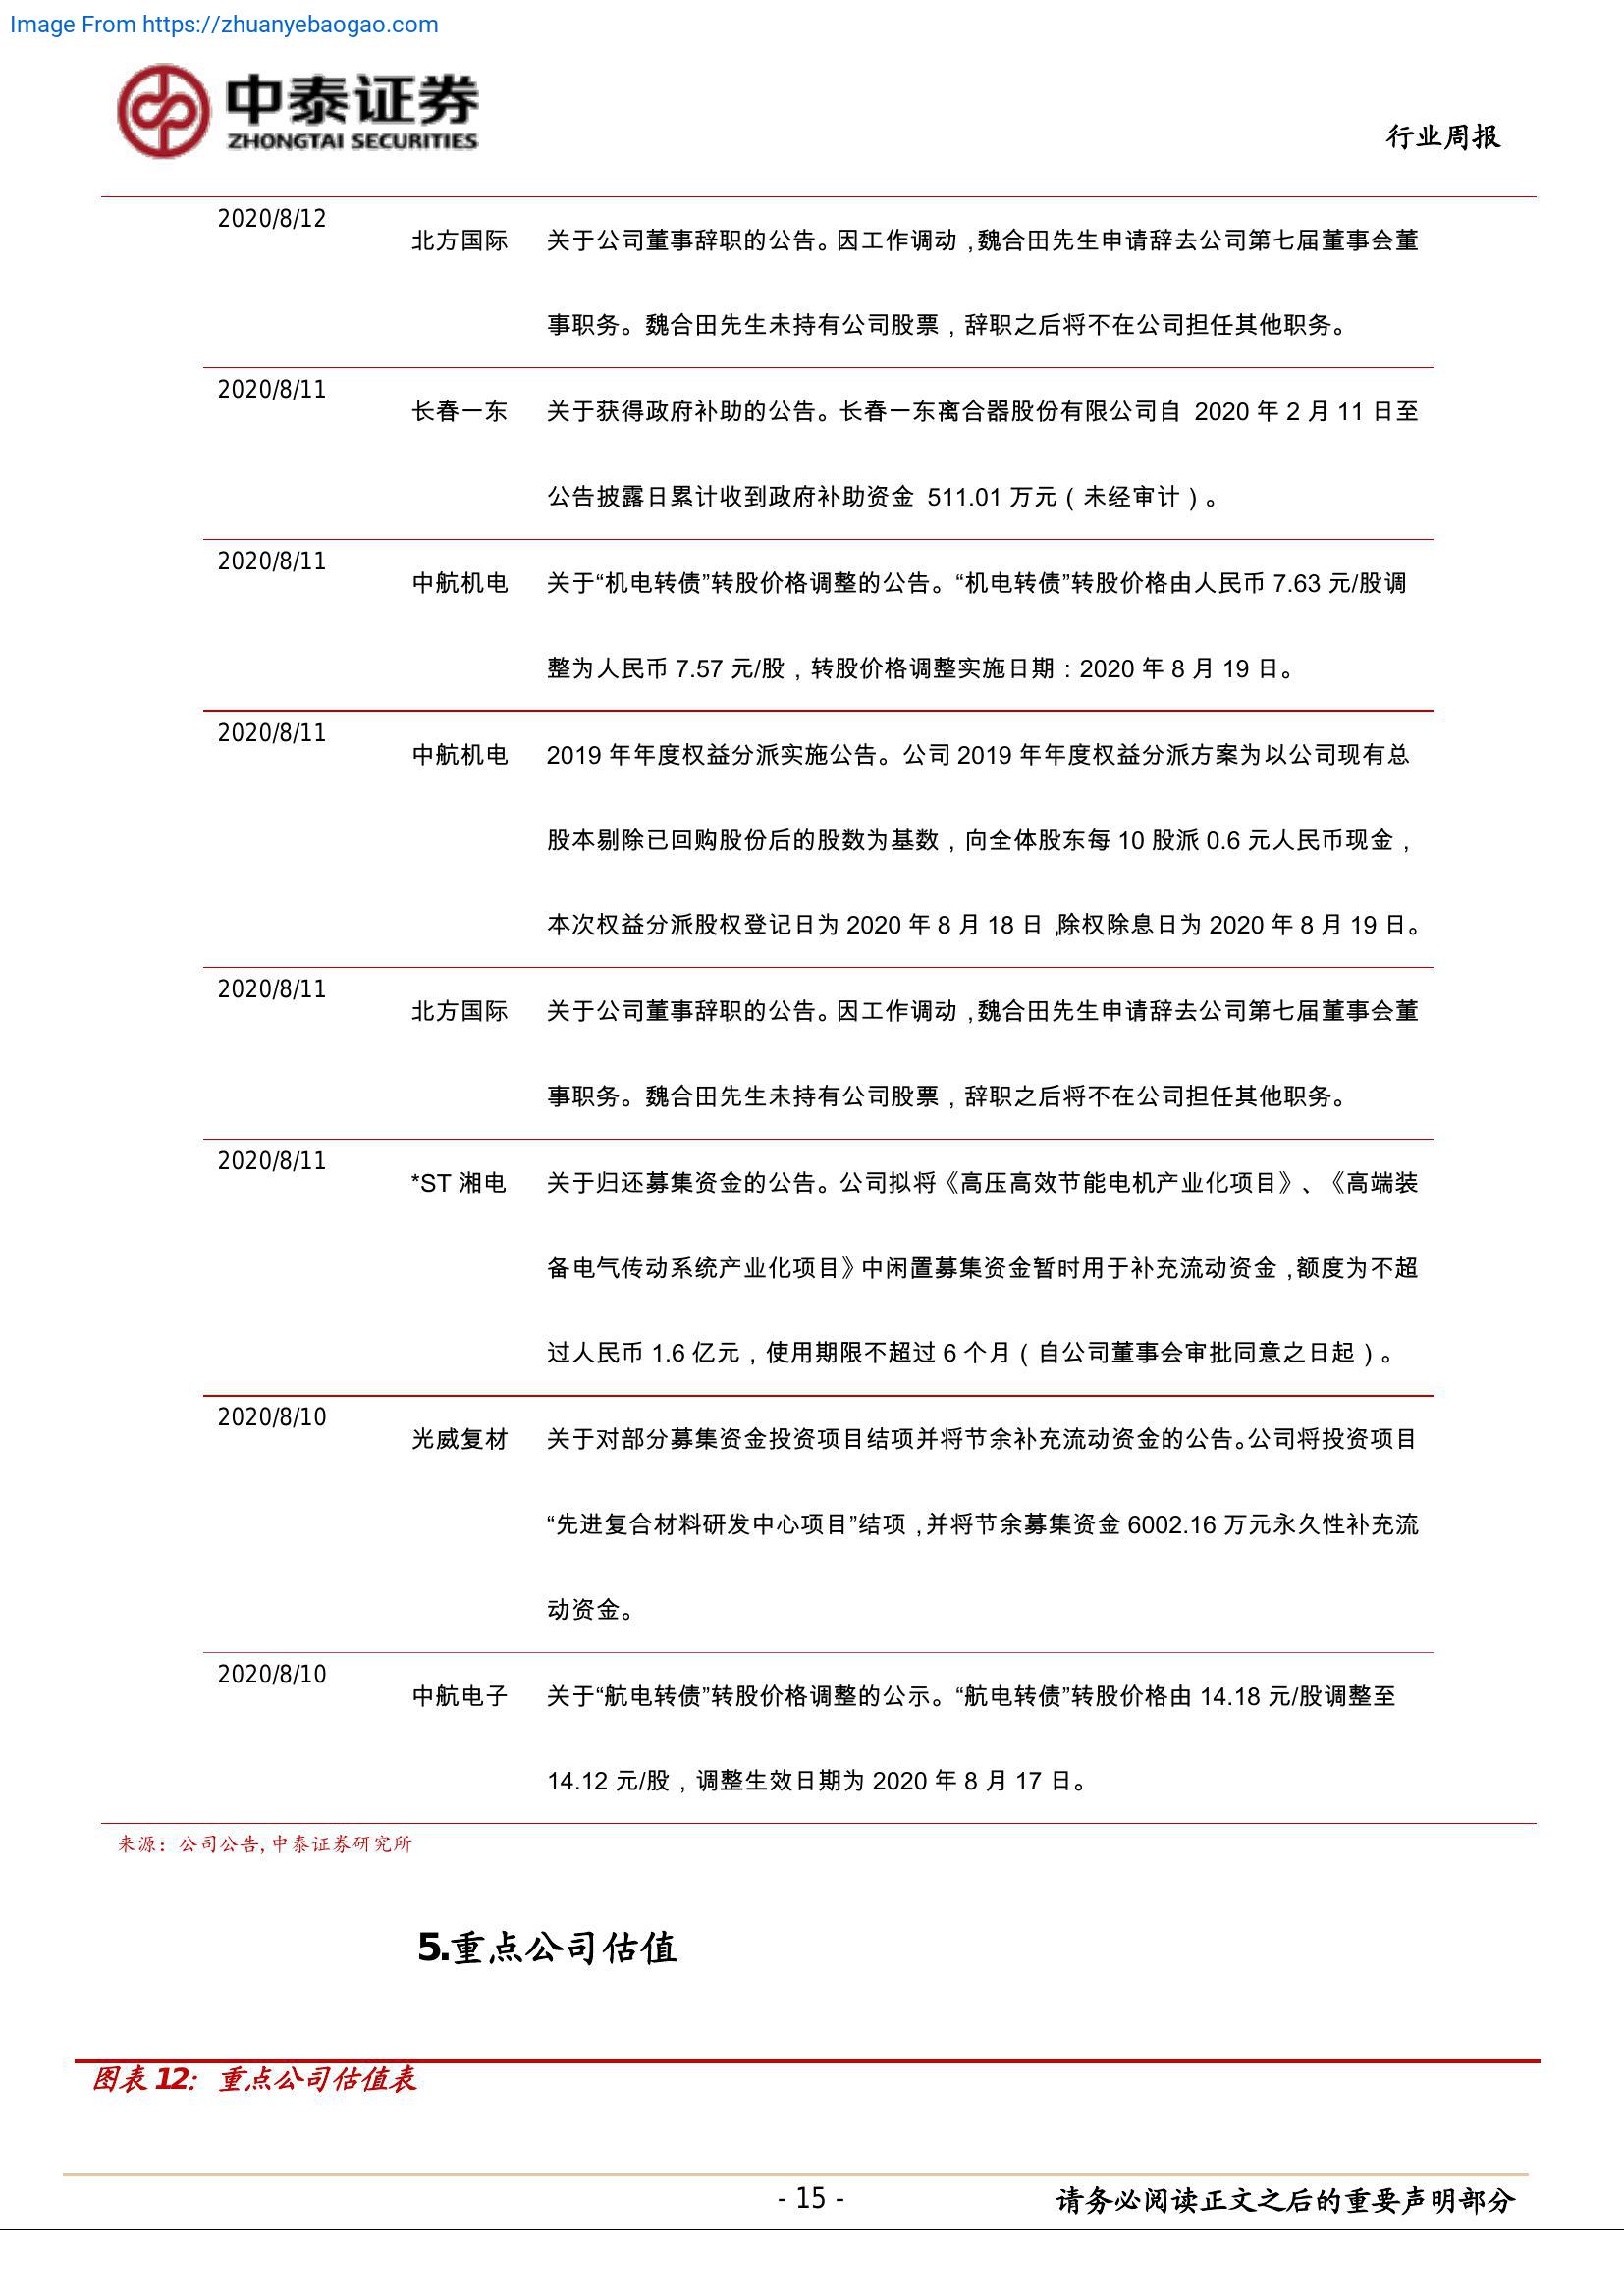 Image From https://zhuanyebaogao.com
中泰证券
ZHONGTAI SECURITIES
行业周报
2020/8/12
北方国际 关于公司董事辞职的公告。因工作调动，魏合田先生申请辞去公司第七届董事会董
事职务。魏合田先生未持有公司股票，辞职之后将不在公司担任其他职务。
2020/8/11
长春一东 关于获得政府补助的公告。长春一东离合器股份有限公司自 2020 年 2 月 11 日至
公告披露日累计收到政府补助资金 511.01 万元（未经审计）。
2020/8/11
中航机电 关于“机电转债”转股价格调整的公告。“机电转债”转股价格由人民币 7.63 元/股调
整为人民币 7.57 元/股，转股价格调整实施日期：2020 年 8 月 19 日。
2020/8/11
中航机电 2019 年年度权益分派实施公告。公司 2019 年年度权益分派方案为以公司现有总
股本剔除已回购股份后的股数为基数，向全体股东每 10 股派 0.6 元人民币现金，
本次权益分派股权登记日为 2020 年 8 月 18 日，除权除息日为 2020 年 8 月 19 日。
2020/8/11
北方国际 关于公司董事辞职的公告。因工作调动，魏合田先生申请辞去公司第七届董事会董
事职务。魏合田先生未持有公司股票，辞职之后将不在公司担任其他职务。
2020/8/11
*ST 湘电 关于归还募集资金的公告。公司拟将《高压高效节能电机产业化项目》、《高端装
备电气传动系统产业化项目》中闲置募集资金暂时用于补充流动资金，额度为不超
过人民币 1.6 亿元，使用期限不超过 6 个月（自公司董事会审批同意之日起）。
2020/8/10
光威复材 关于对部分募集资金投资项目结项并将节余补充流动资金的公告。公司将投资项目
“先进复合材料研发中心项目”结项，并将节余募集资金 6002.16 万元永久性补充流
动资金。
2020/8/10
中航电子 关于“航电转债”转股价格调整的公示。“航电转债”转股价格由 14.18 元/股调整至
14.12 元/股，调整生效日期为 2020 年 8 月 17 日。
来源：公司公告，中泰证券研究所
5.重点公司估值
图表 12：重点公司估值表
- 15 -
请务必阅读正文之后的重要声明部分